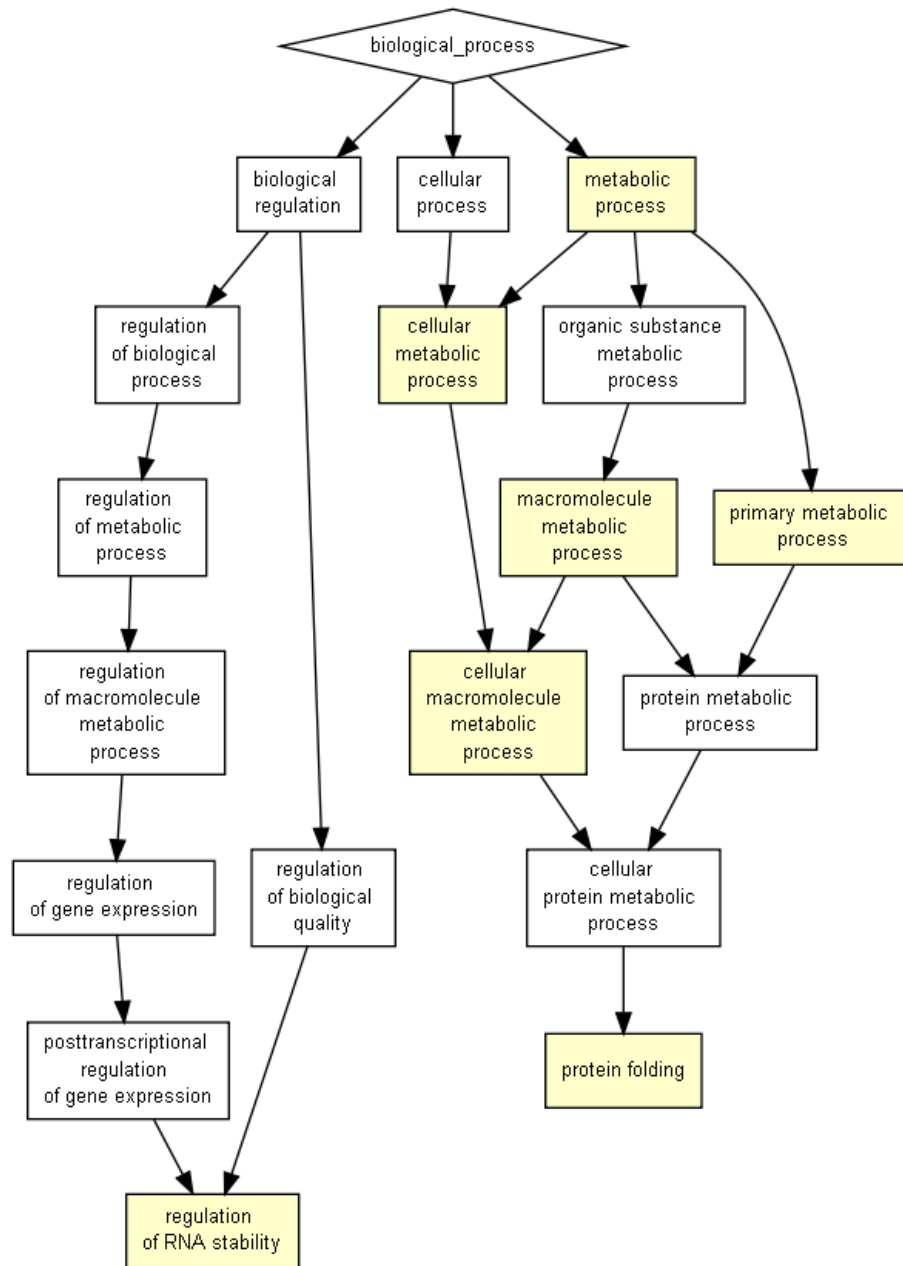 biological_process
biological
regulation
cellular
process
metabolic
process
regulation
of biological
process
cellular
metabolic
process
organic substance
metabolic
process
regulation
of metabolic
process
macromolecule
metabolic
process
primary metabolic
process
regulation
of macromolecule
metabolic
process
cellular
macromolecule
metabolic
process
protein metabolic
process
regulation
of gene expression
regulation
of biological
quality
cellular
protein metabolic
process
posttranscriptional
regulation
of gene expression
protein folding
regulation
of RNA stability